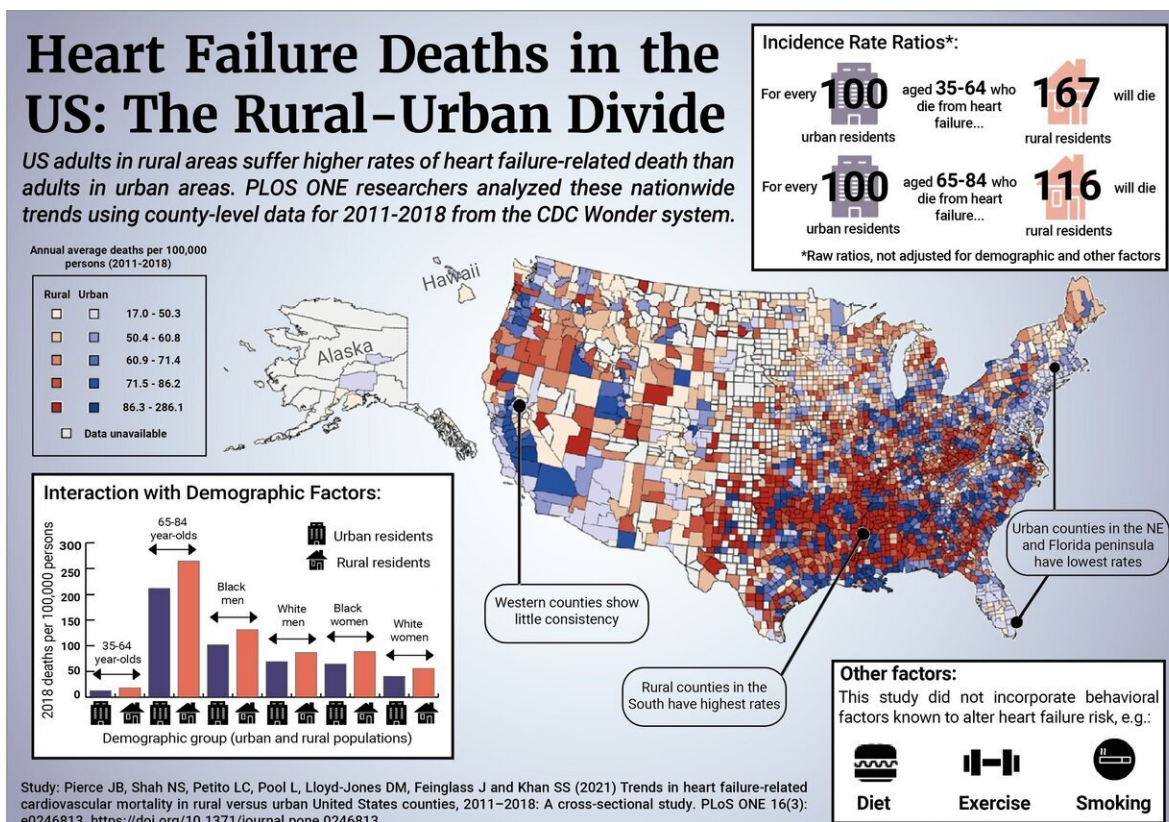 Heart Failure Deaths in the
US: The Rural-Urban Divide
US adults in rural areas suffer higher rates of heart failure-related death than
adults in urban areas. PLOS ONE researchers analyzed these nationwide
trends using county-level data for 2011-2018 from the CDC Wonder system.
Incidence Rate Ratios*:
For every 100 aged 35-64 who 167 will die
die from heart
failure...
urban residents rural residents
For every 100 aged 65-84 who 116 will die
die from heart
failure...
urban residents rural residents
*Raw ratios, not adjusted for demographic and other factors
Annual average deaths per 100,000
persons (2011-2018)
Rural Urban
17.0 - 50.3
50.4 - 60.8
60.9 - 71.4
71.5 - 86.2
86.3 - 286.1
Data unavailable
Hawaii
Alaska
Western counties show
little consistency
Rural counties in the
South have highest rates
Urban counties in the NE
and Florida peninsula
have lowest rates
Interaction with Demographic Factors:
Urban residents
Rural residents
2018 deaths per 100,000 persons
300
250
200
150
100
50
0
35-64
year-olds
65-84
year-olds
Black
men
White
men
Black
women
White
women
Demographic group (urban and rural populations)
Other factors:
This study did not incorporate behavioral
factors known to alter heart failure risk, e.g.:
Diet Exercise Smoking
Study: Pierce JB, Shah NS, Petito LC, Pool L, Lloyd-Jones DM, Feinglass J and Khan SS (2021) Trends in heart failure-related
cardiovascular mortality in rural versus urban United States counties, 2011–2018: A cross-sectional study. PLoS ONE 16(3):
e0246813. https://doi.org/10.1371/journal.pone.0246813